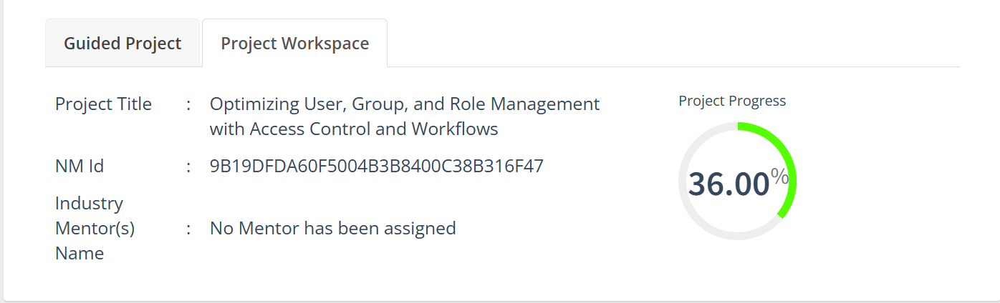 Guided Project
Project Workspace
Project Title : Optimizing User, Group, and Role Management
with Access Control and Workflows
NM Id : 9B19DFDA60F5004B3B8400C38B316F47
Industry
Mentor(s) : No Mentor has been assigned
Name
Project Progress
36.00%